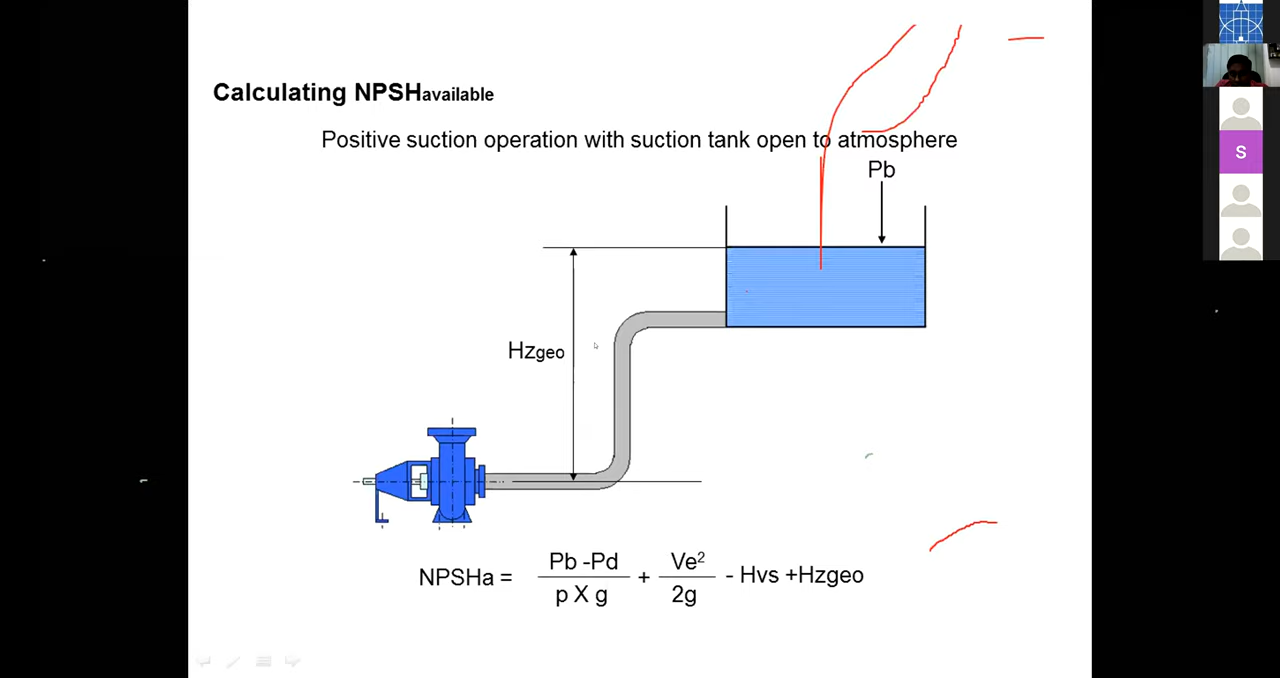 Calculating NPSHavailable
Positive suction operation with suction tank open to atmosphere
Pb
S
Hzgeo
NPSHa = Pb -Pd / p X g + Ve² / 2g - Hvs +Hzgeo